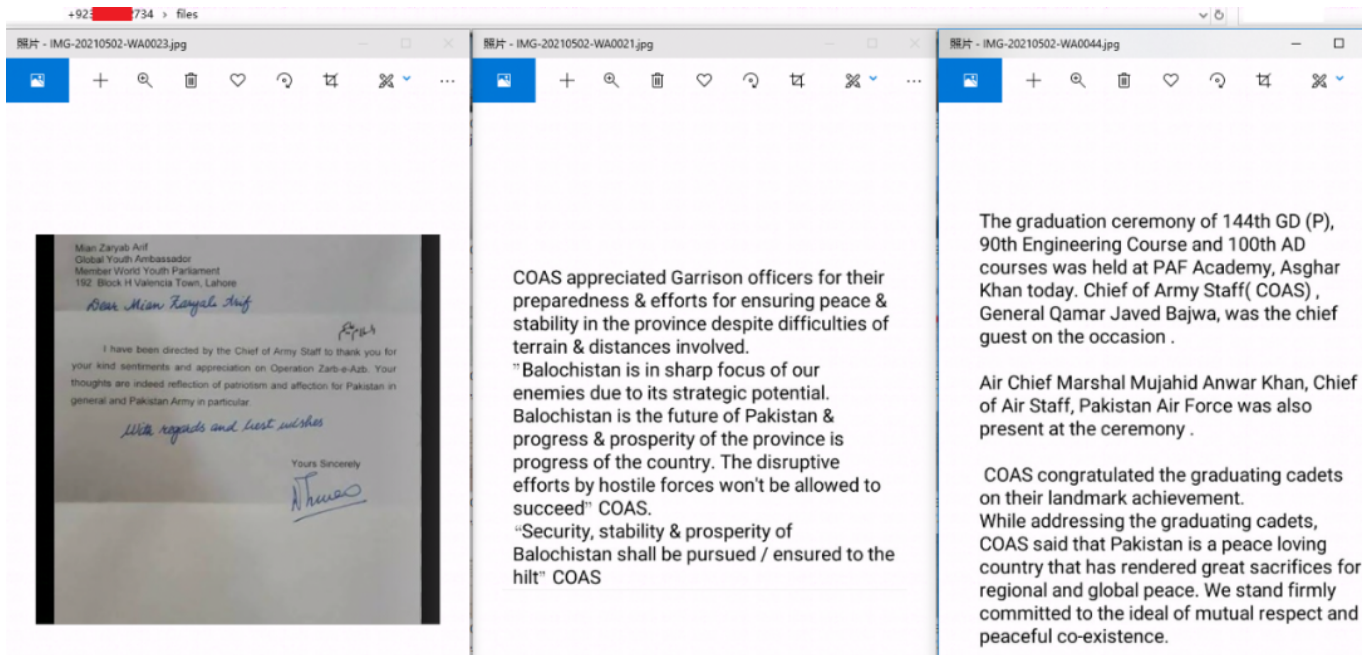 +923 734 > files
照片 - IMG-20210502-WA0023.jpg
Mian Zaryab Arif
Global Youth Ambassador
Member World Youth Parliament
192 Block H Valencia Town, Lahore
Dear Mian Zaryab Arif
I have been directed by the Chief of Army Staff to thank you for
your kind sentiments and appreciation on Operation Zarb-e-Azb. Your
thoughts are indeed reflection of patriotism and affection for Pakistan in
general and Pakistan Army in particular
With regards and best wishes
Yours Sincerely
照片 - IMG-20210502-WA0021.jpg
COAS appreciated Garrison officers for their
preparedness & efforts for ensuring peace &
stability in the province despite difficulties of
terrain & distances involved.
"Balochistan is in sharp focus of our
enemies due to its strategic potential.
Balochistan is the future of Pakistan &
progress & prosperity of the province is
progress of the country. The disruptive
efforts by hostile forces won't be allowed to
succeed" COAS.
"Security, stability & prosperity of
Balochistan shall be pursued / ensured to the
hilt" COAS
照片 - IMG-20210502-WA0044.jpg
The graduation ceremony of 144th GD (P),
90th Engineering Course and 100th AD
courses was held at PAF Academy, Asghar
Khan today. Chief of Army Staff( COAS) ,
General Qamar Javed Bajwa, was the chief
guest on the occasion .
Air Chief Marshal Mujahid Anwar Khan, Chief
of Air Staff, Pakistan Air Force was also
present at the ceremony .
COAS congratulated the graduating cadets
on their landmark achievement.
While addressing the graduating cadets,
COAS said that Pakistan is a peace loving
country that has rendered great sacrifices for
regional and global peace. We stand firmly
committed to the ideal of mutual respect and
peaceful co-existence.